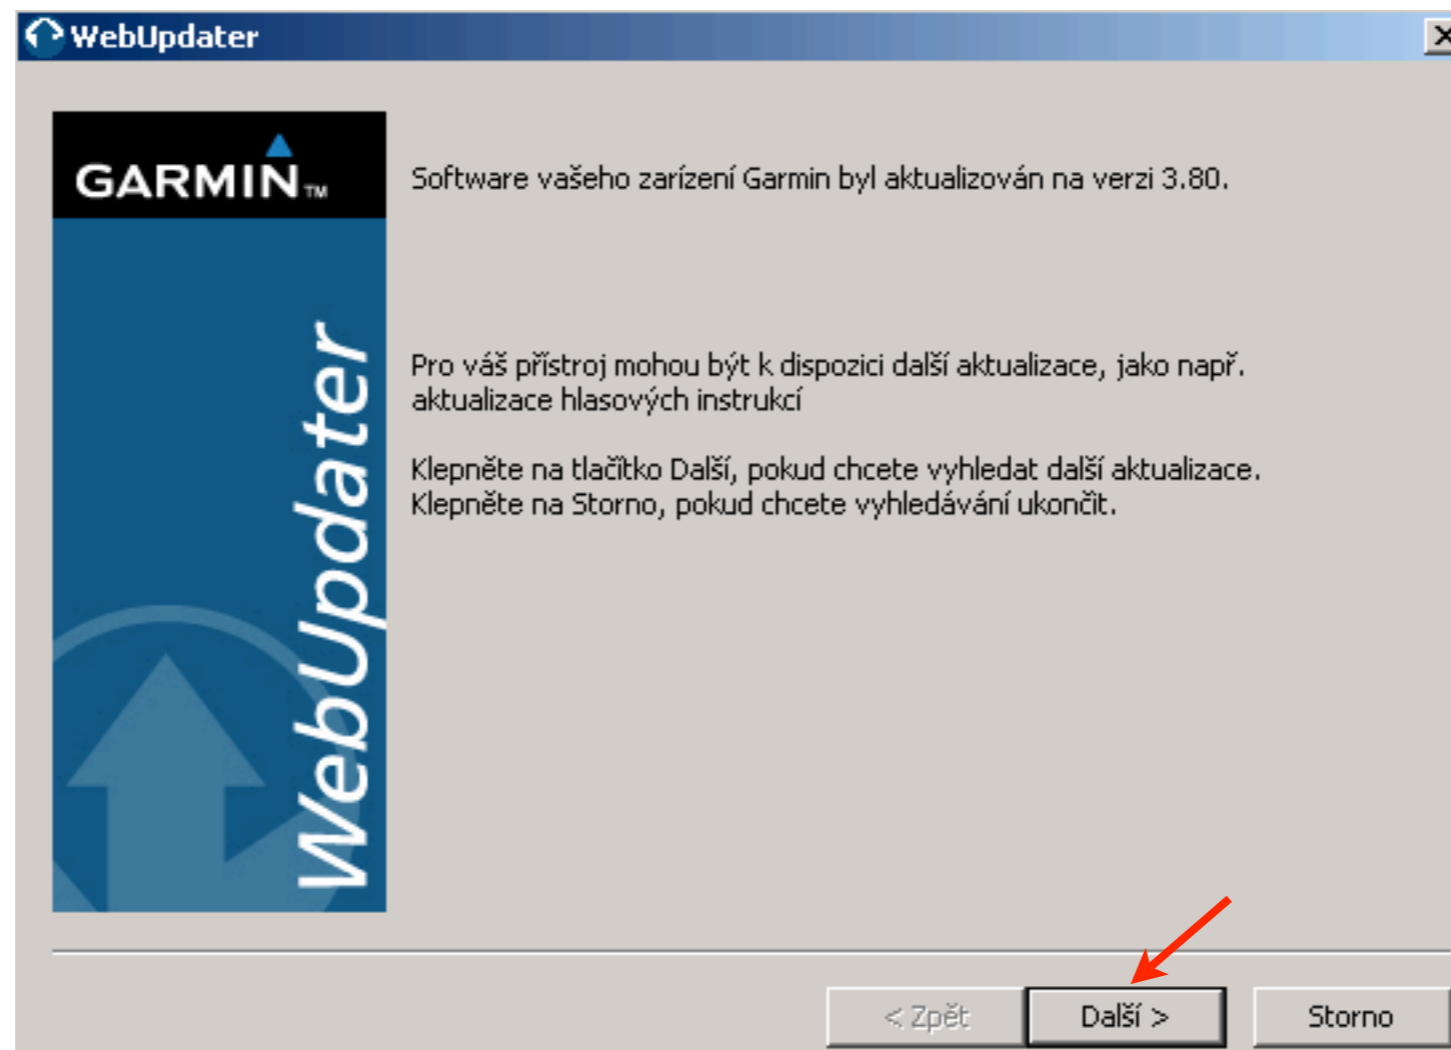 WebUpdater
GARMIN™
Software vašeho zarízení Garmin byl aktualizován na verzi 3.80.
Pro váš přístroj mohou být k dispozici další aktualizace, jako např.
aktualizace hlasových instrukcí
Klepněte na tlačítko Další, pokud chcete vyhledat další aktualizace.
Klepněte na Storno, pokud chcete vyhledávání ukončit.
WebUpdater
< Zpět
Další >
Storno